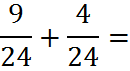 9/24 + 4/24 =